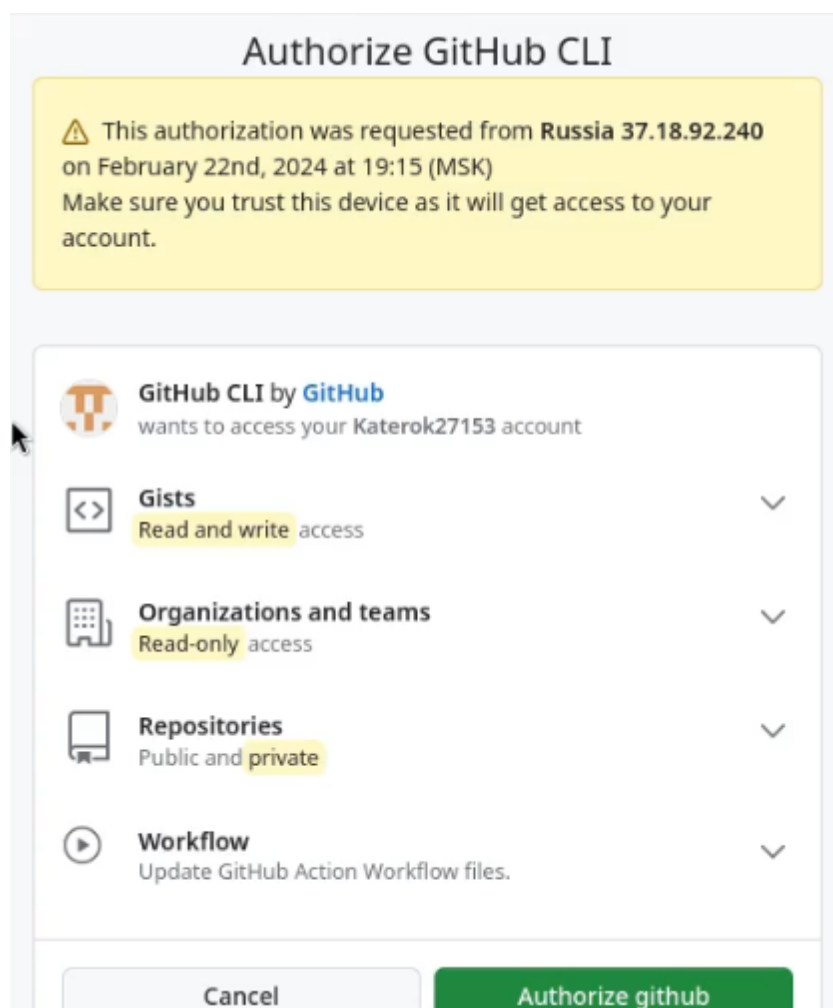 Authorize GitHub CLI
This authorization was requested from Russia 37.18.92.240
on February 22nd, 2024 at 19:15 (MSK)
Make sure you trust this device as it will get access to your
account.
GitHub CLI by GitHub
wants to access your Katerok27153 account
Gists
Read and write access
Organizations and teams
Read-only access
Repositories
Public and private
Workflow
Update GitHub Action Workflow files.
Cancel
Authorize github